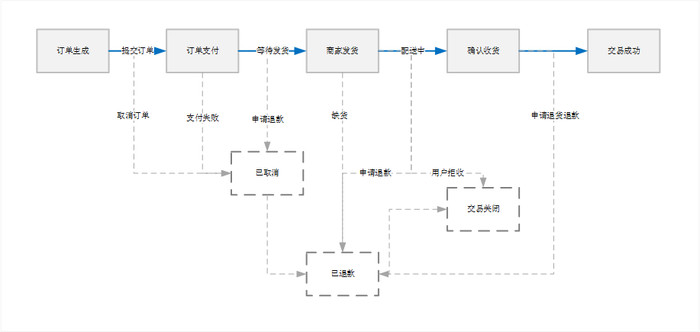 订单生成
提交订单
订单支付
等待发货
商家发货
配送中
确认收货
交易成功
取消订单
支付失败
申请退款
缺货
申请退货退款
已取消
申请退款
用户拒收
交易关闭
已退款